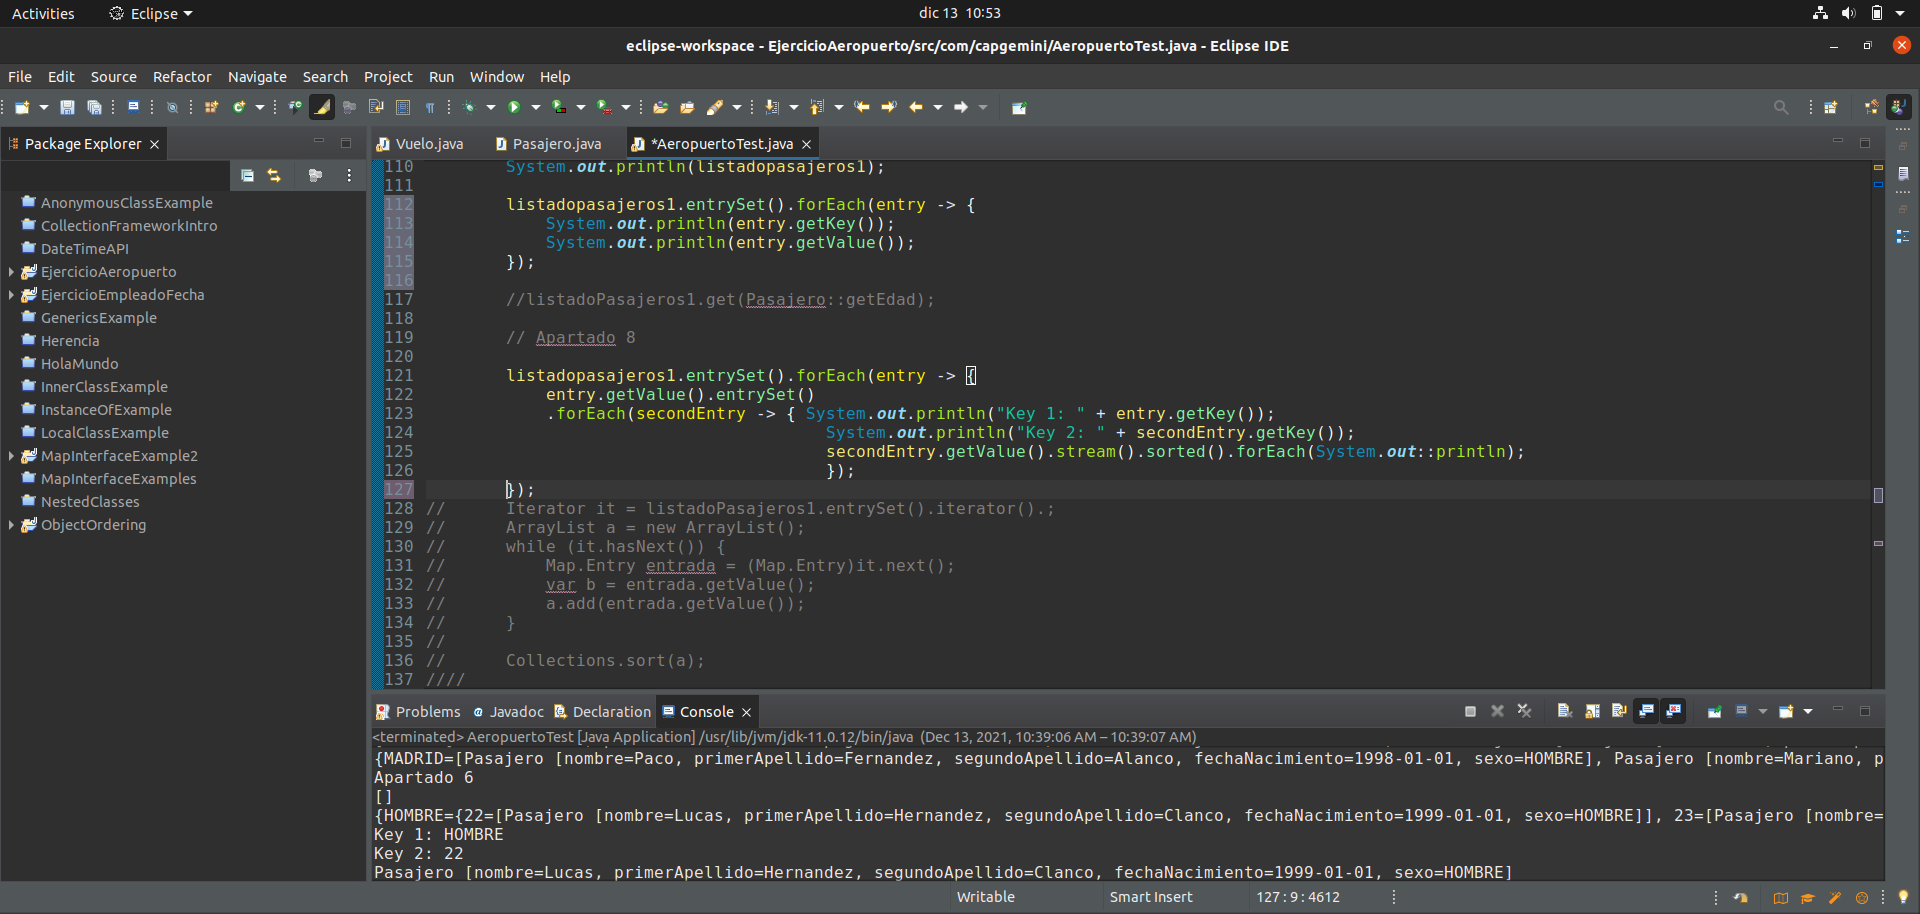 Activities
Eclipse
dic 13 10:53
eclipse-workspace - EjercicioAeropuerto/src/com/capgemini/AeropuertoTest.java - Eclipse IDE
File Edit Source Refactor Navigate Search Project Run Window Help
Package Explorer
AnonymousClassExample
CollectionFrameworkIntro
DateTimeAPI
EjercicioAeropuerto
EjercicioEmpleadoFecha
GenericsExample
Herencia
HolaMundo
InnerClassExample
InstanceOfExample
LocalClassExample
MapInterfaceExample2
MapInterfaceExamples
NestedClasses
ObjectOrdering
Vuelo.java Pasajero.java *AeropuertoTest.java
110 System.out.println(listadopasajeros1);
111
112 listadopasajeros1.entrySet().forEach(entry -> {
113 System.out.println(entry.getKey());
114 System.out.println(entry.getValue());
115 });
116
117 //listadoPasajeros1.get(Pasajero::getEdad);
118
119 // Apartado 8
120
121 listadopasajeros1.entrySet().forEach(entry -> {
122 entry.getValue().entrySet()
123 .forEach(secondEntry -> { System.out.println("Key 1: " + entry.getKey());
124 System.out.println("Key 2: " + secondEntry.getKey());
125 secondEntry.getValue().stream().sorted().forEach(System.out::println);
126 });
127 });
128 // Iterator it = listadoPasajeros1.entrySet().iterator().;
129 // ArrayList a = new ArrayList();
130 // while (it.hasNext()) {
131 // Map.Entry entrada = (Map.Entry)it.next();
132 // var b = entrada.getValue();
133 // a.add(entrada.getValue());
134 // }
135 //
136 // Collections.sort(a);
137 ////
Problems Javadoc Declaration Console
<terminated> AeropuertoTest [Java Application] /usr/lib/jvm/jdk-11.0.12/bin/java (Dec 13, 2021, 10:39:06 AM – 10:39:07 AM)
{MADRID=[Pasajero [nombre=Paco, primerApellido=Fernandez, segundoApellido=Alanco, fechaNacimiento=1998-01-01, sexo=HOMBRE], Pasajero [nombre=Mariano, p
Apartado 6
[]
{HOMBRE={22=[Pasajero [nombre=Lucas, primerApellido=Hernandez, segundoApellido=Clanco, fechaNacimiento=1999-01-01, sexo=HOMBRE]], 23=[Pasajero [nombre=
Key 1: HOMBRE
Key 2: 22
Pasajero [nombre=Lucas, primerApellido=Hernandez, segundoApellido=Clanco, fechaNacimiento=1999-01-01, sexo=HOMBRE]
Writable Smart Insert 127 : 9 : 4612